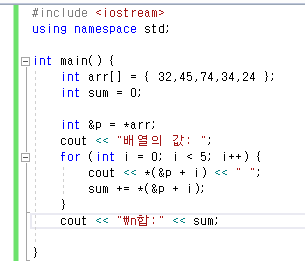 #include <iostream>
using namespace std;
int main() {
int arr[] = { 32,45,74,34,24 };
int sum = 0;
int &p = *arr;
cout << "배열의 값: ";
for (int i = 0; i < 5; i++) {
cout << *(&p + i) << " ";
sum += *(&p + i);
}
cout << "₩n합:" << sum;
}